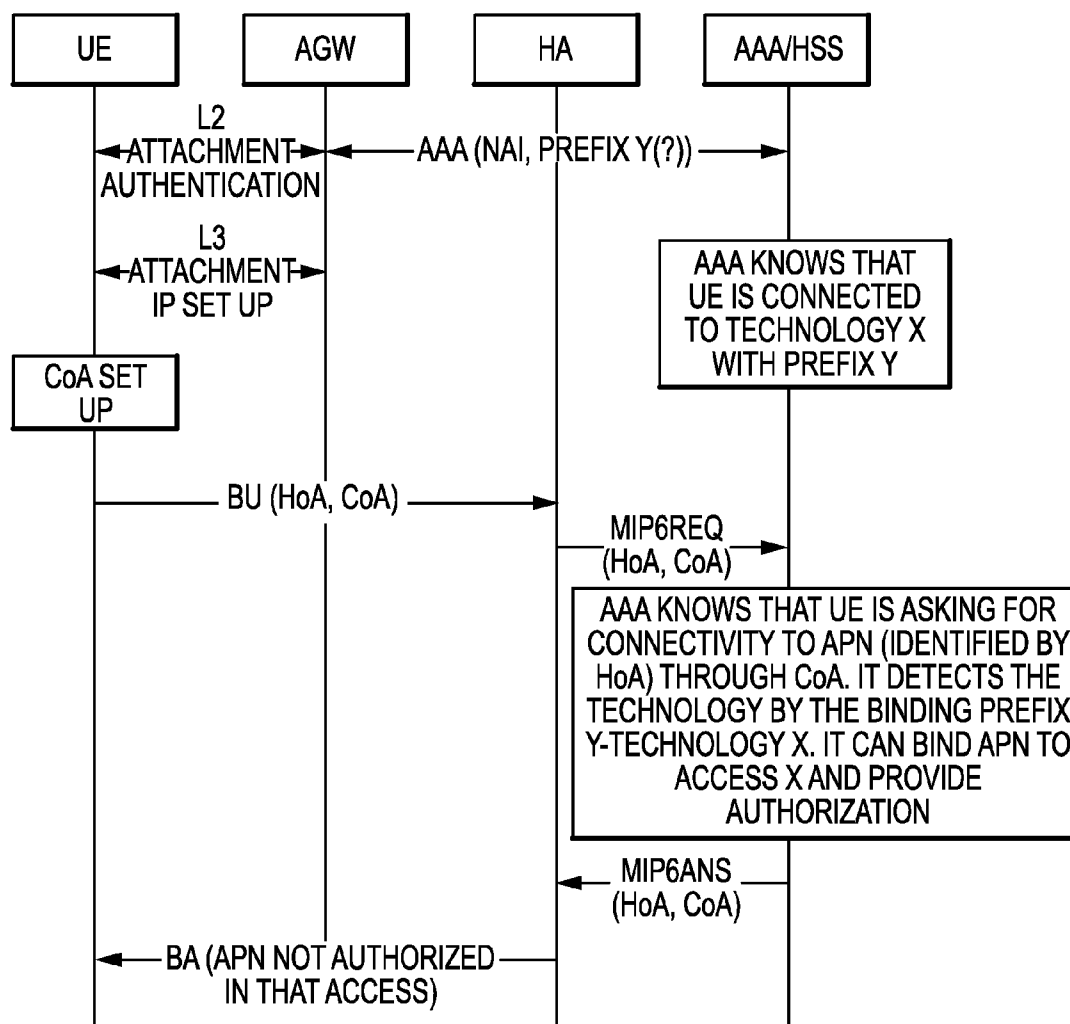 UE
AGW
HA
AAA/HSS
L2
ATTACHMENT
AUTHENTICATION
AAA (NAI, PREFIX Y(?))
L3
ATTACHMENT
IP SET UP
AAA KNOWS THAT
UE IS CONNECTED
TO TECHNOLOGY X
WITH PREFIX Y
CoA SET
UP
BU (HoA, CoA)
MIP6REQ
(HoA, CoA)
AAA KNOWS THAT UE IS ASKING FOR
CONNECTIVITY TO APN (IDENTIFIED BY
HoA) THROUGH CoA. IT DETECTS THE
TECHNOLOGY BY THE BINDING PREFIX
Y-TECHNOLOGY X. IT CAN BIND APN TO
ACCESS X AND PROVIDE
AUTHORIZATION
MIP6ANS
(HoA, CoA)
BA (APN NOT AUTHORIZED
IN THAT ACCESS)